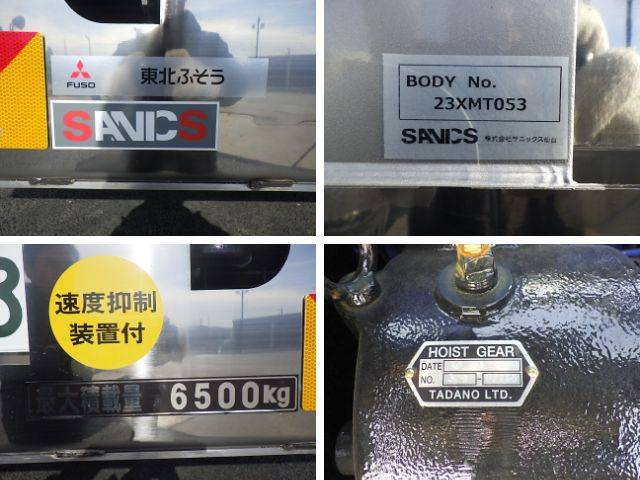 FUSO
東北ふそう
SANICS
BODY No.
23XMT053
SANICS 株式会社サニックス仙台
速度抑制
装置付
最大積載量 6500kg
HOIST GEAR
DATE
NO. -
TADANO LTD.